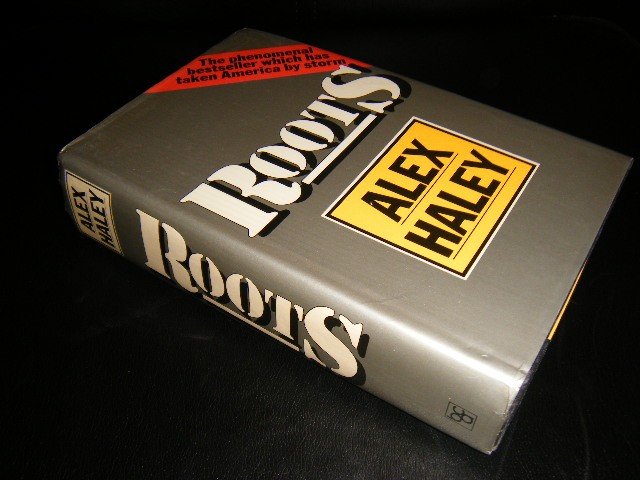 The phenomenal
bestseller which has
taken America by storm
ROOTS
ALEX
HALEY
ALEX
HALEY
ROOTS